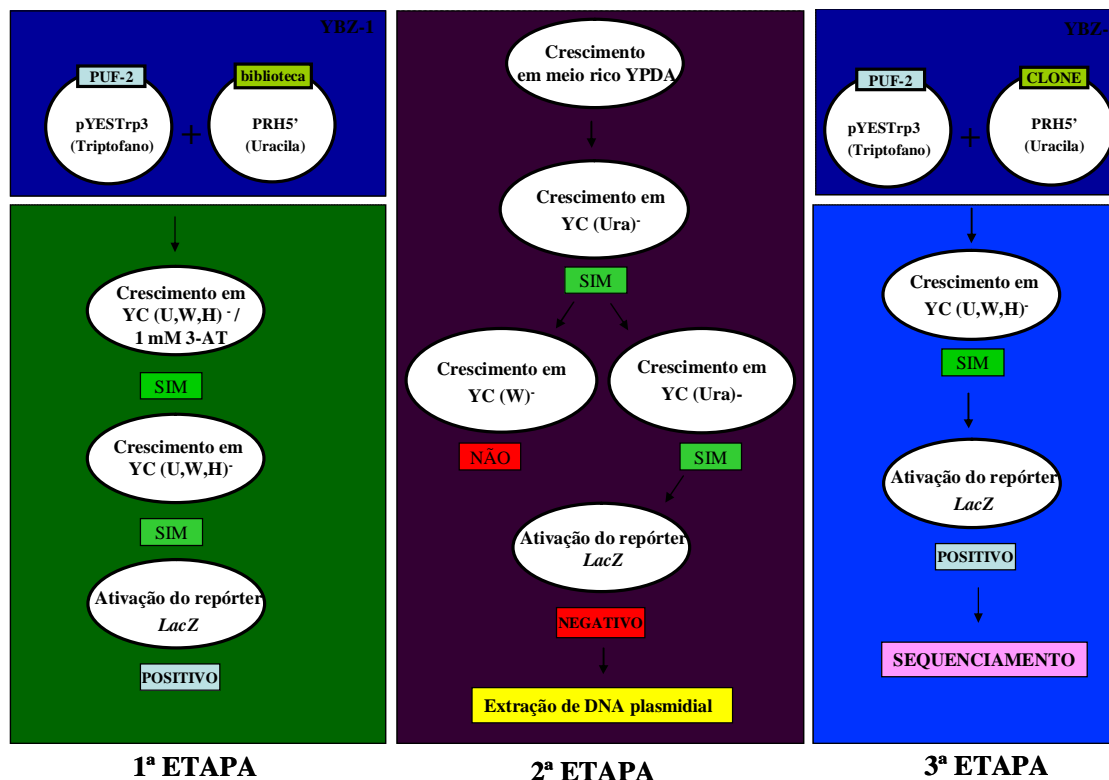 YBZ-1
PUF-2
biblioteca
pYESTrp3
(Triptofano)
+
PRH5'
(Uracila)
Crescimento em
YC (U,W,H) - /
1 mM 3-AT
SIM
Crescimento em
YC (U,W,H)-
SIM
Ativação do repórter
LacZ
POSITIVO
1ª ETAPA
Crescimento
em meio rico YPDA
Crescimento em
YC (Ura)-
SIM
Crescimento em
YC (W)-
NÃO
Crescimento em
YC (Ura)-
SIM
Ativação do repórter
LacZ
NEGATIVO
Extração de DNA plasmidial
2ª ETAPA
YBZ-
PUF-2
CLONE
pYESTrp3
(Triptofano)
+
PRH5'
(Uracila)
Crescimento em
YC (U,W,H)-
SIM
Ativação do repórter
LacZ
POSITIVO
SEQUENCIAMENTO
3ª ETAPA